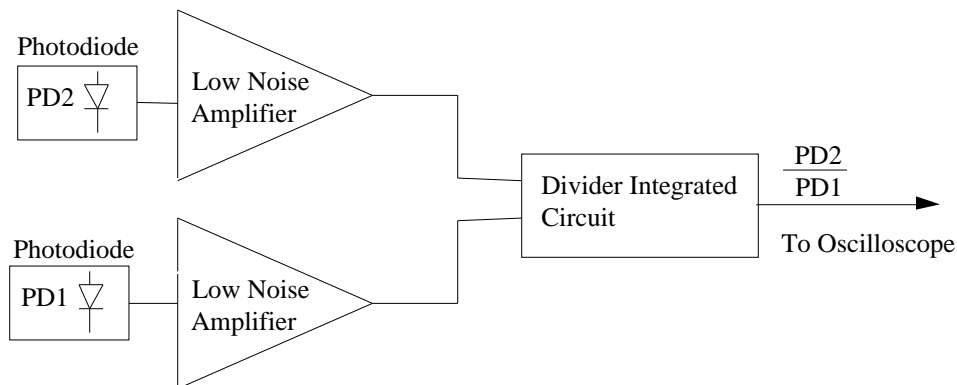 Photodiode
PD2
Low Noise
Amplifier
Divider Integrated
Circuit
PD2
PD1
To Oscilloscope
Photodiode
PD1
Low Noise
Amplifier